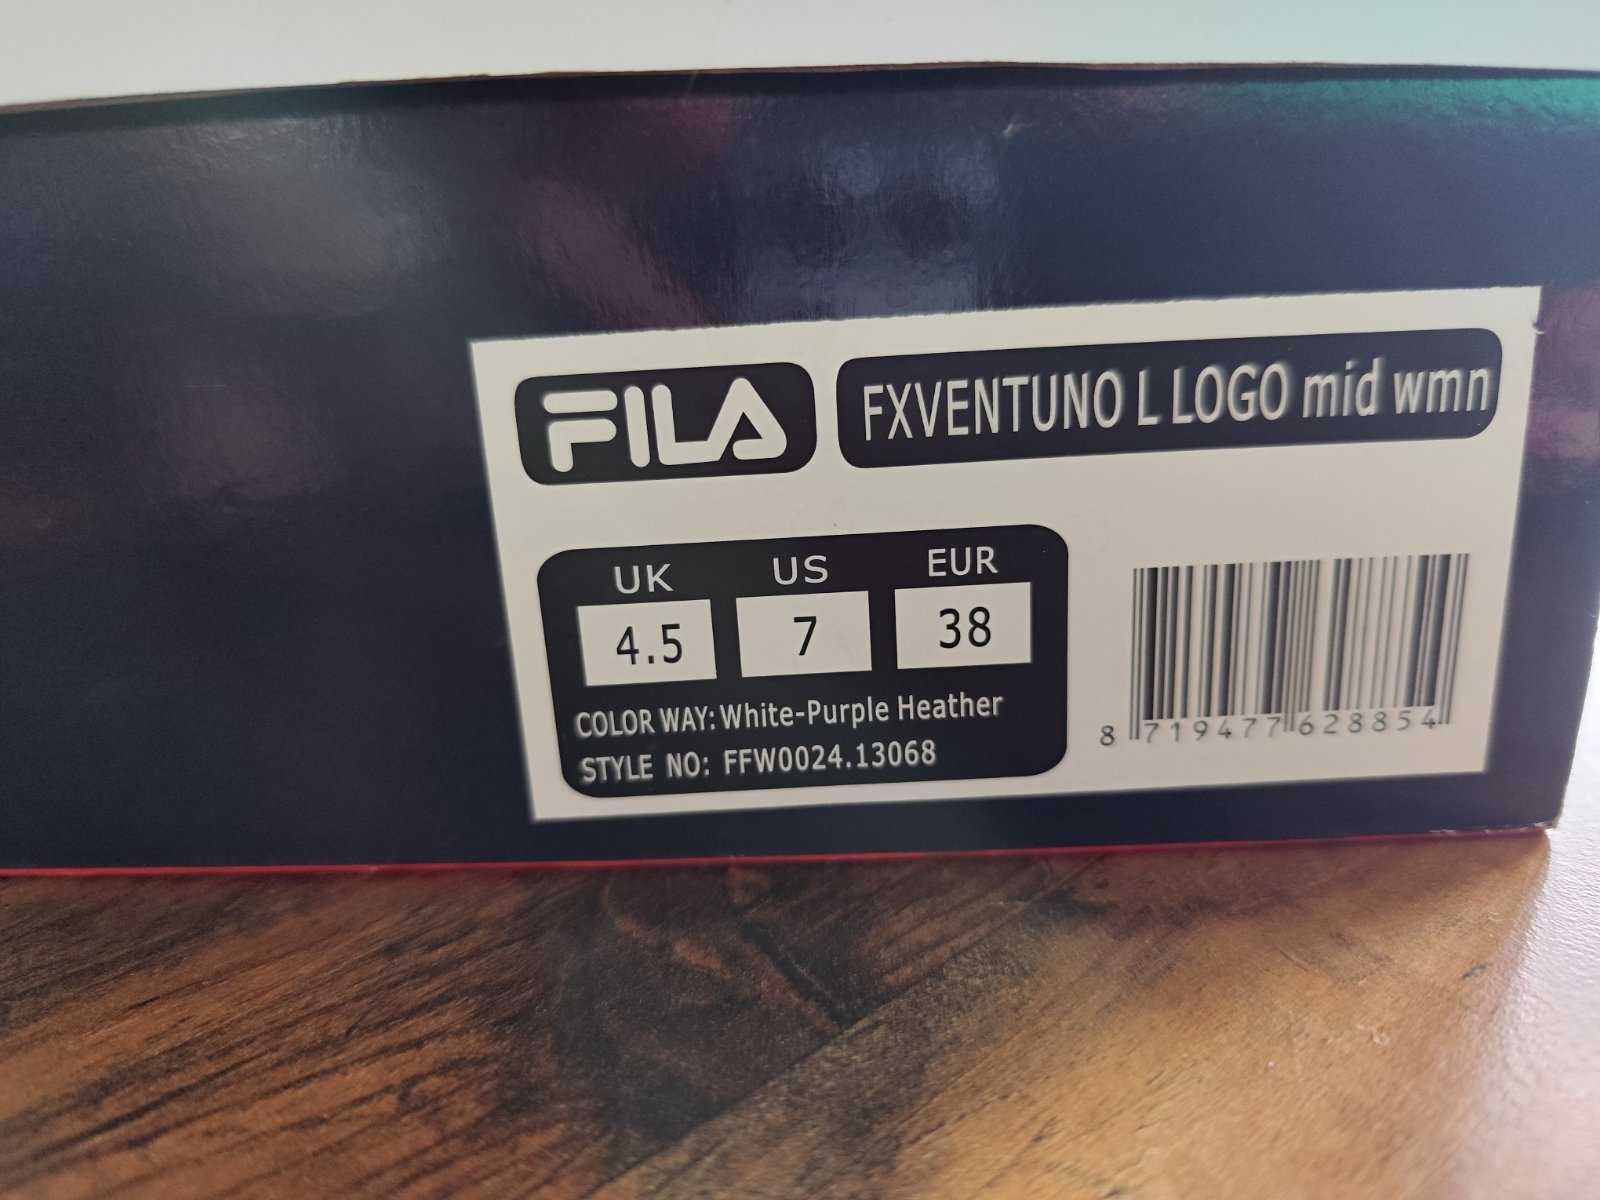 FILA
FXVENTUNO L LOGO mid wmn
UK US EUR
4.5 7 38
COLOR WAY: White-Purple Heather
STYLE NO: FFW0024.13068
8 719477 628854